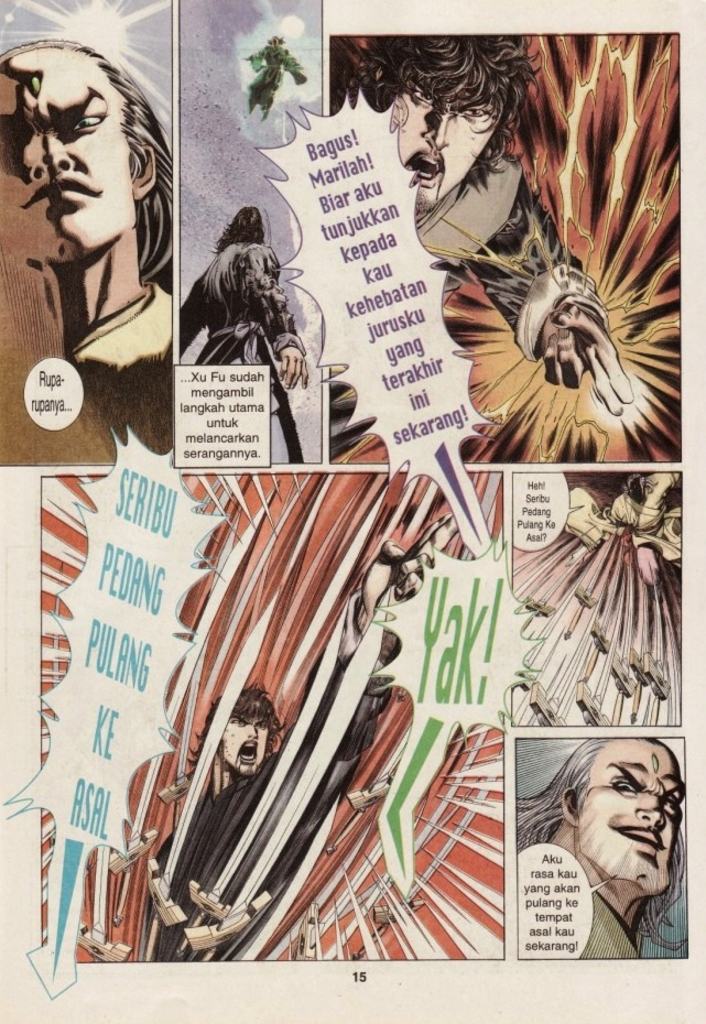 Rupa-
rupanya...
...Xu Fu sudah
mengambil
langkah utama
untuk
melancarkan
serangannya.
Bagus!
Marilah!
Biar aku
tunjukkan
kepada
kau
kehebatan
jurusku
yang
terakhir
ini
sekarang!
SERIBU
PEDANG
PULANG
KE
ASAL
Yak!
Heh!
Seribu
Pedang
Pulang Ke
Asal?
Aku
rasa kau
yang akan
pulang ke
tempat
asal kau
sekarang!
15